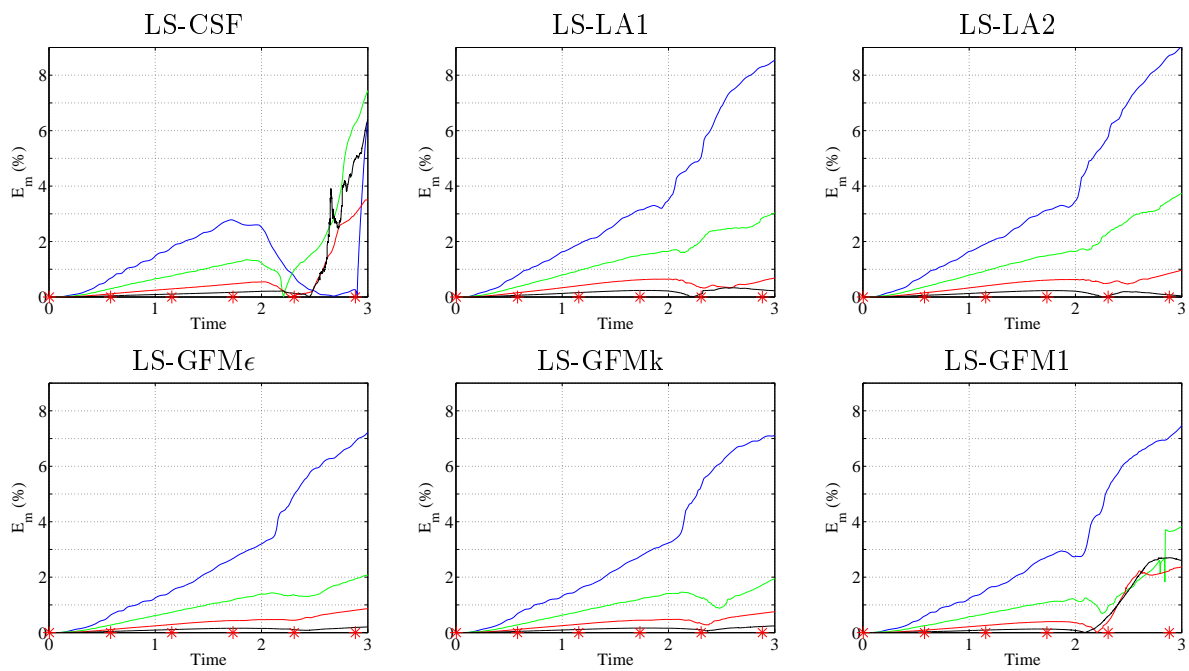 LS-CSF LS-LA1 LS-LA2
8 8 8
6 6 6
E_m (%) E_m (%) E_m (%)
4 4 4
2 2 2
0 0 0
0 1 2 3 0 1 2 3 0 1 2 3
Time Time Time
LS-GFMϵ LS-GFMk LS-GFM1
8 8 8
6 6 6
E_m (%) E_m (%) E_m (%)
4 4 4
2 2 2
0 0 0
0 1 2 3 0 1 2 3 0 1 2 3
Time Time Time